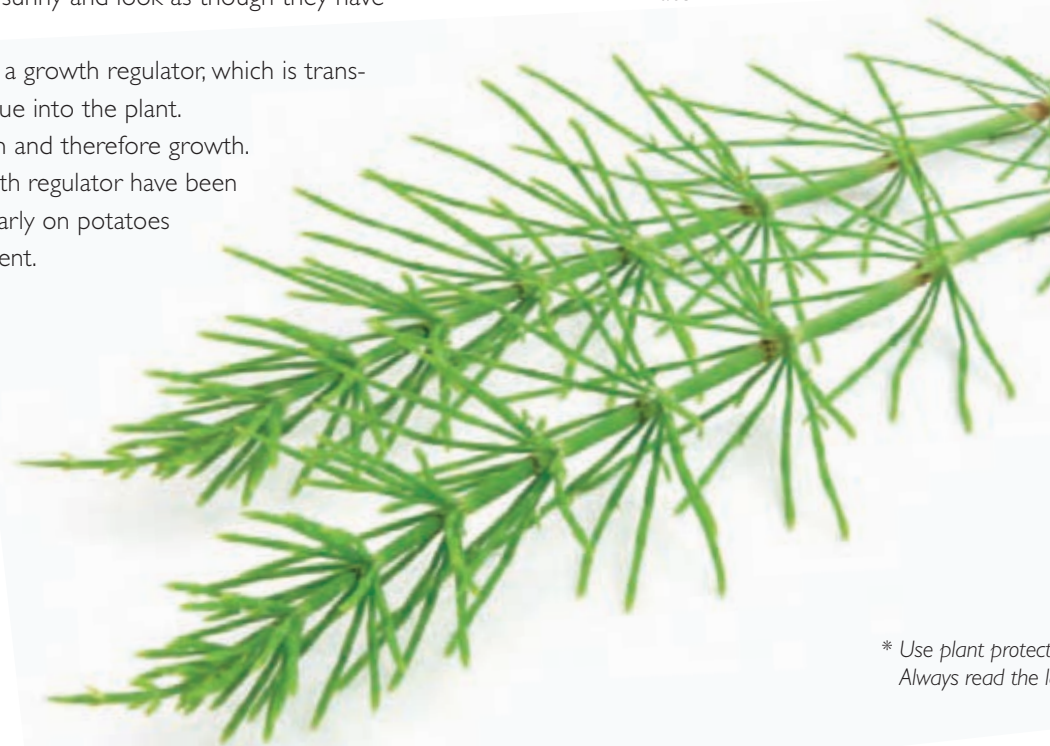 sunny and look as though they have
a growth regulator, which is trans-
ue into the plant.
n and therefore growth.
th regulator have been
arly on potatoes
ent.
* Use plant protect
Always read the l